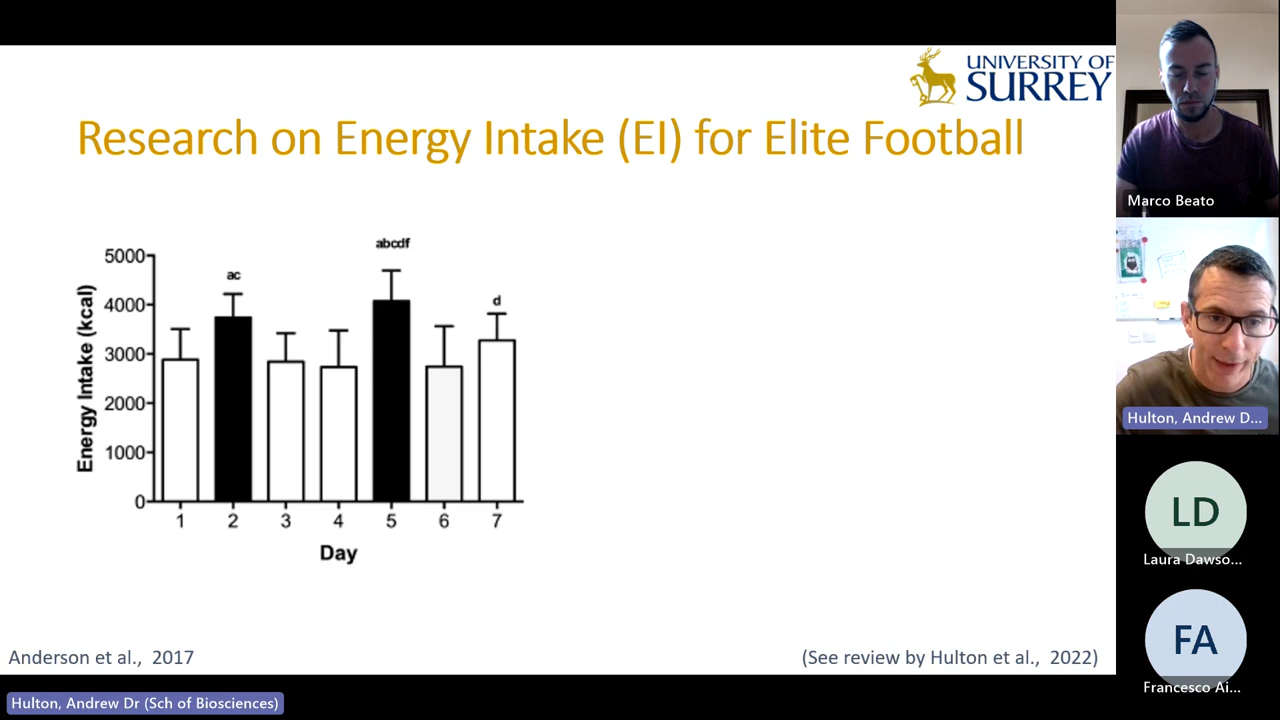 UNIVERSITY OF
SURREY
Research on Energy Intake (EI) for Elite Football
Energy Intake (kcal)
5000
4000
3000
2000
1000
0
ac
abcdf
d
1 2 3 4 5 6 7
Day
Anderson et al., 2017
(See review by Hulton et al., 2022)
Hulton, Andrew Dr (Sch of Biosciences)
Marco Beato
Hulton, Andrew D...
LD
Laura Dawso...
FA
Francesco Ai...